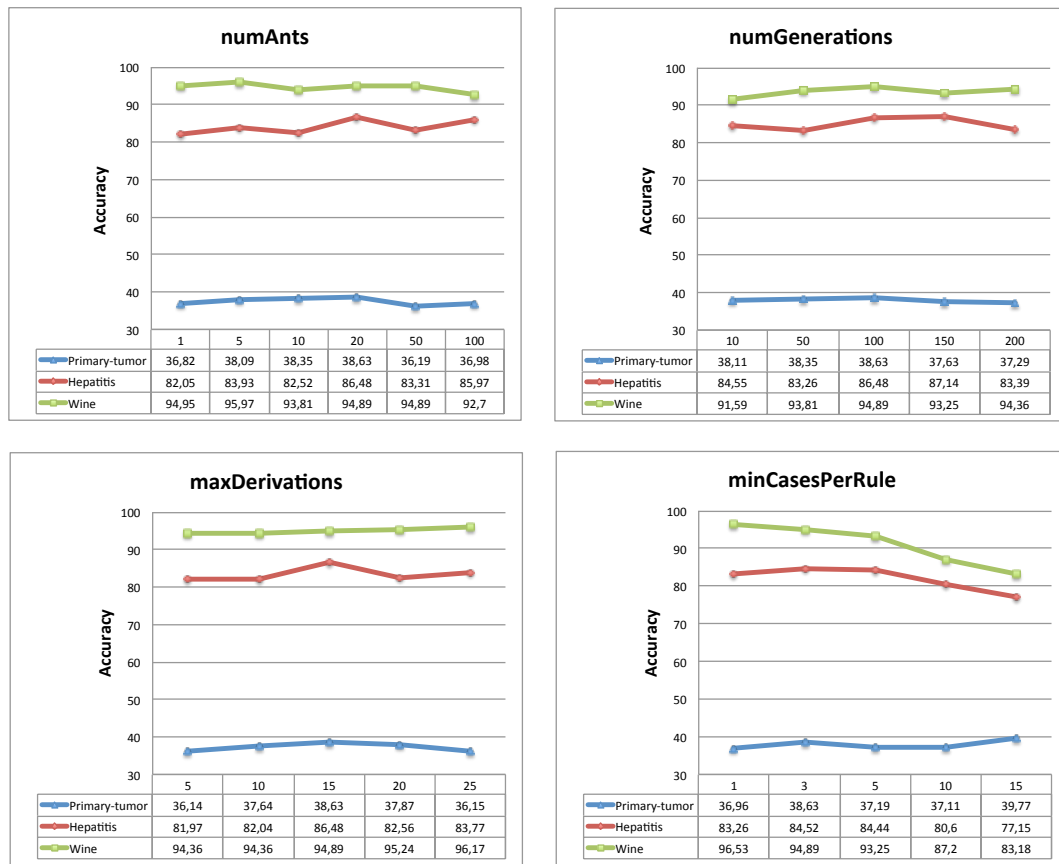 numAnts
Accuracy
100
90
80
70
60
50
40
30
1 5 10 20 50 100
Primary-tumor 36,82 38,09 38,35 38,63 36,19 36,98
Hepatitis 82,05 83,93 82,52 86,48 83,31 85,97
Wine 94,95 95,97 93,81 94,89 94,89 92,7
numGenerations
Accuracy
100
90
80
70
60
50
40
30
10 50 100 150 200
Primary-tumor 38,11 38,35 38,63 37,63 37,29
Hepatitis 84,55 83,26 86,48 87,14 83,39
Wine 91,59 93,81 94,89 93,25 94,36
maxDerivations
Accuracy
100
90
80
70
60
50
40
30
5 10 15 20 25
Primary-tumor 36,14 37,64 38,63 37,87 36,15
Hepatitis 81,97 82,04 86,48 82,56 83,77
Wine 94,36 94,36 94,89 95,24 96,17
minCasesPerRule
Accuracy
100
90
80
70
60
50
40
30
1 3 5 10 15
Primary-tumor 36,96 38,63 37,19 37,11 39,77
Hepatitis 83,26 84,52 84,44 80,6 77,15
Wine 96,53 94,89 93,25 87,2 83,18